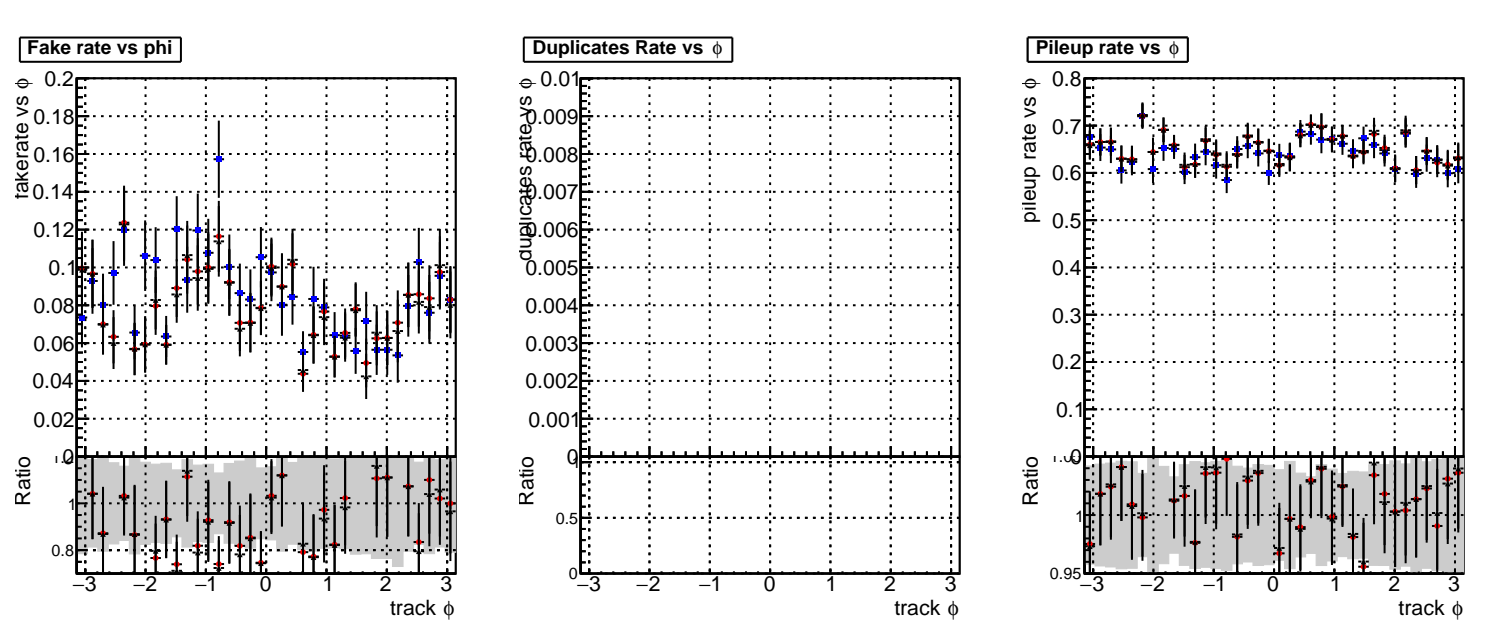 Fake rate vs phi
fakerate vs ϕ
0.2
0.18
0.16
0.14
0.12
0.1
0.08
0.06
0.04
0.02
0
Ratio
1
0.8
−3 −2 −1 0 1 2 3
track ϕ
Duplicates Rate vs ϕ
duplicates rate vs ϕ
0.01
0.009
0.008
0.007
0.006
0.005
0.004
0.003
0.002
0.001
0
Ratio
0.5
0
−3 −2 −1 0 1 2 3
track ϕ
Pileup rate vs ϕ
pileup rate vs ϕ
0.8
0.7
0.6
0.5
0.4
0.3
0.2
0.1
0
Ratio
1
0.95
−3 −2 −1 0 1 2 3
track ϕ